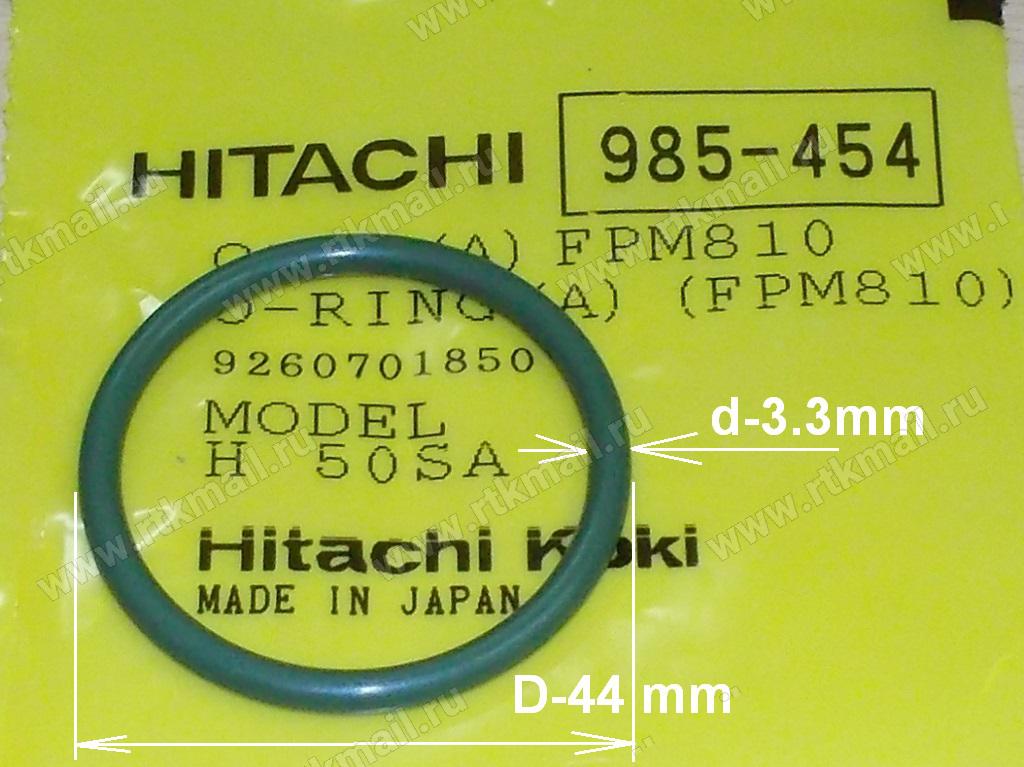 HITACHI 985-454
(A) FPM810
O-RING (A) (FPM810)
9260701850
MODEL
H 50SA
d-3.3mm
Hitachi Koki
MADE IN JAPAN
D-44 mm
www.rtkmail.ru